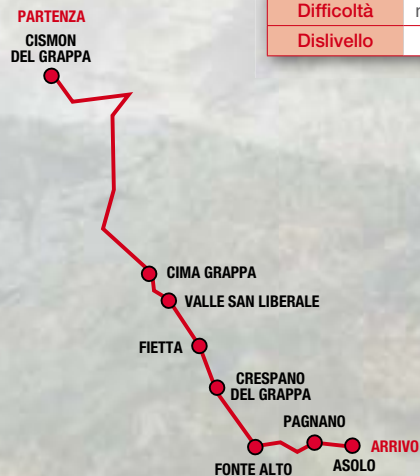 PARTENZA
CISMON
DEL GRAPPA
Difficoltà
Dislivello
CIMA GRAPPA
VALLE SAN LIBERALE
FIETTA
CRESPANO
DEL GRAPPA
PAGNANO
ARRIVO
FONTE ALTO
ASOLO